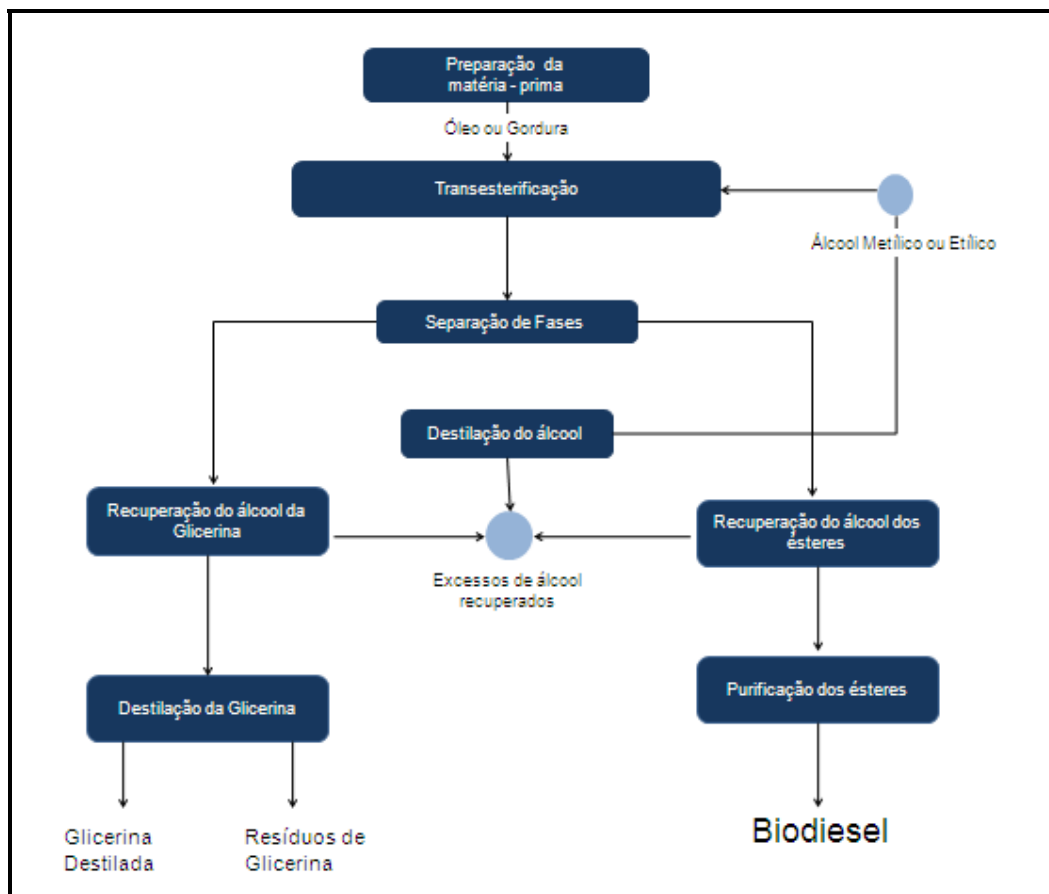 Preparação da
matéria - prima
Óleo ou Gordura
Transesterificação
Álcool Metílico ou Etílico
Separação de Fases
Destilação do álcool
Recuperação do álcool da
Glicerina
Recuperação do álcool dos
ésteres
Excessos de álcool
recuperados
Destilação da Glicerina
Purificação dos ésteres
Glicerina
Destilada
Resíduos de
Glicerina
Biodiesel